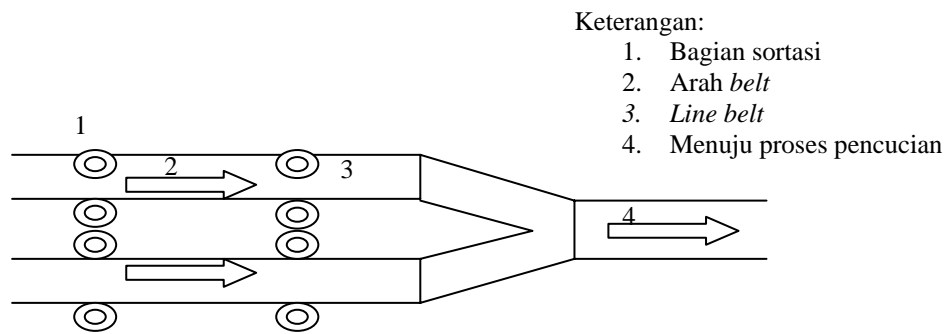 Keterangan:
1. Bagian sortasi
2. Arah belt
3. Line belt
4. Menuju proses pencucian
1
2
3
4